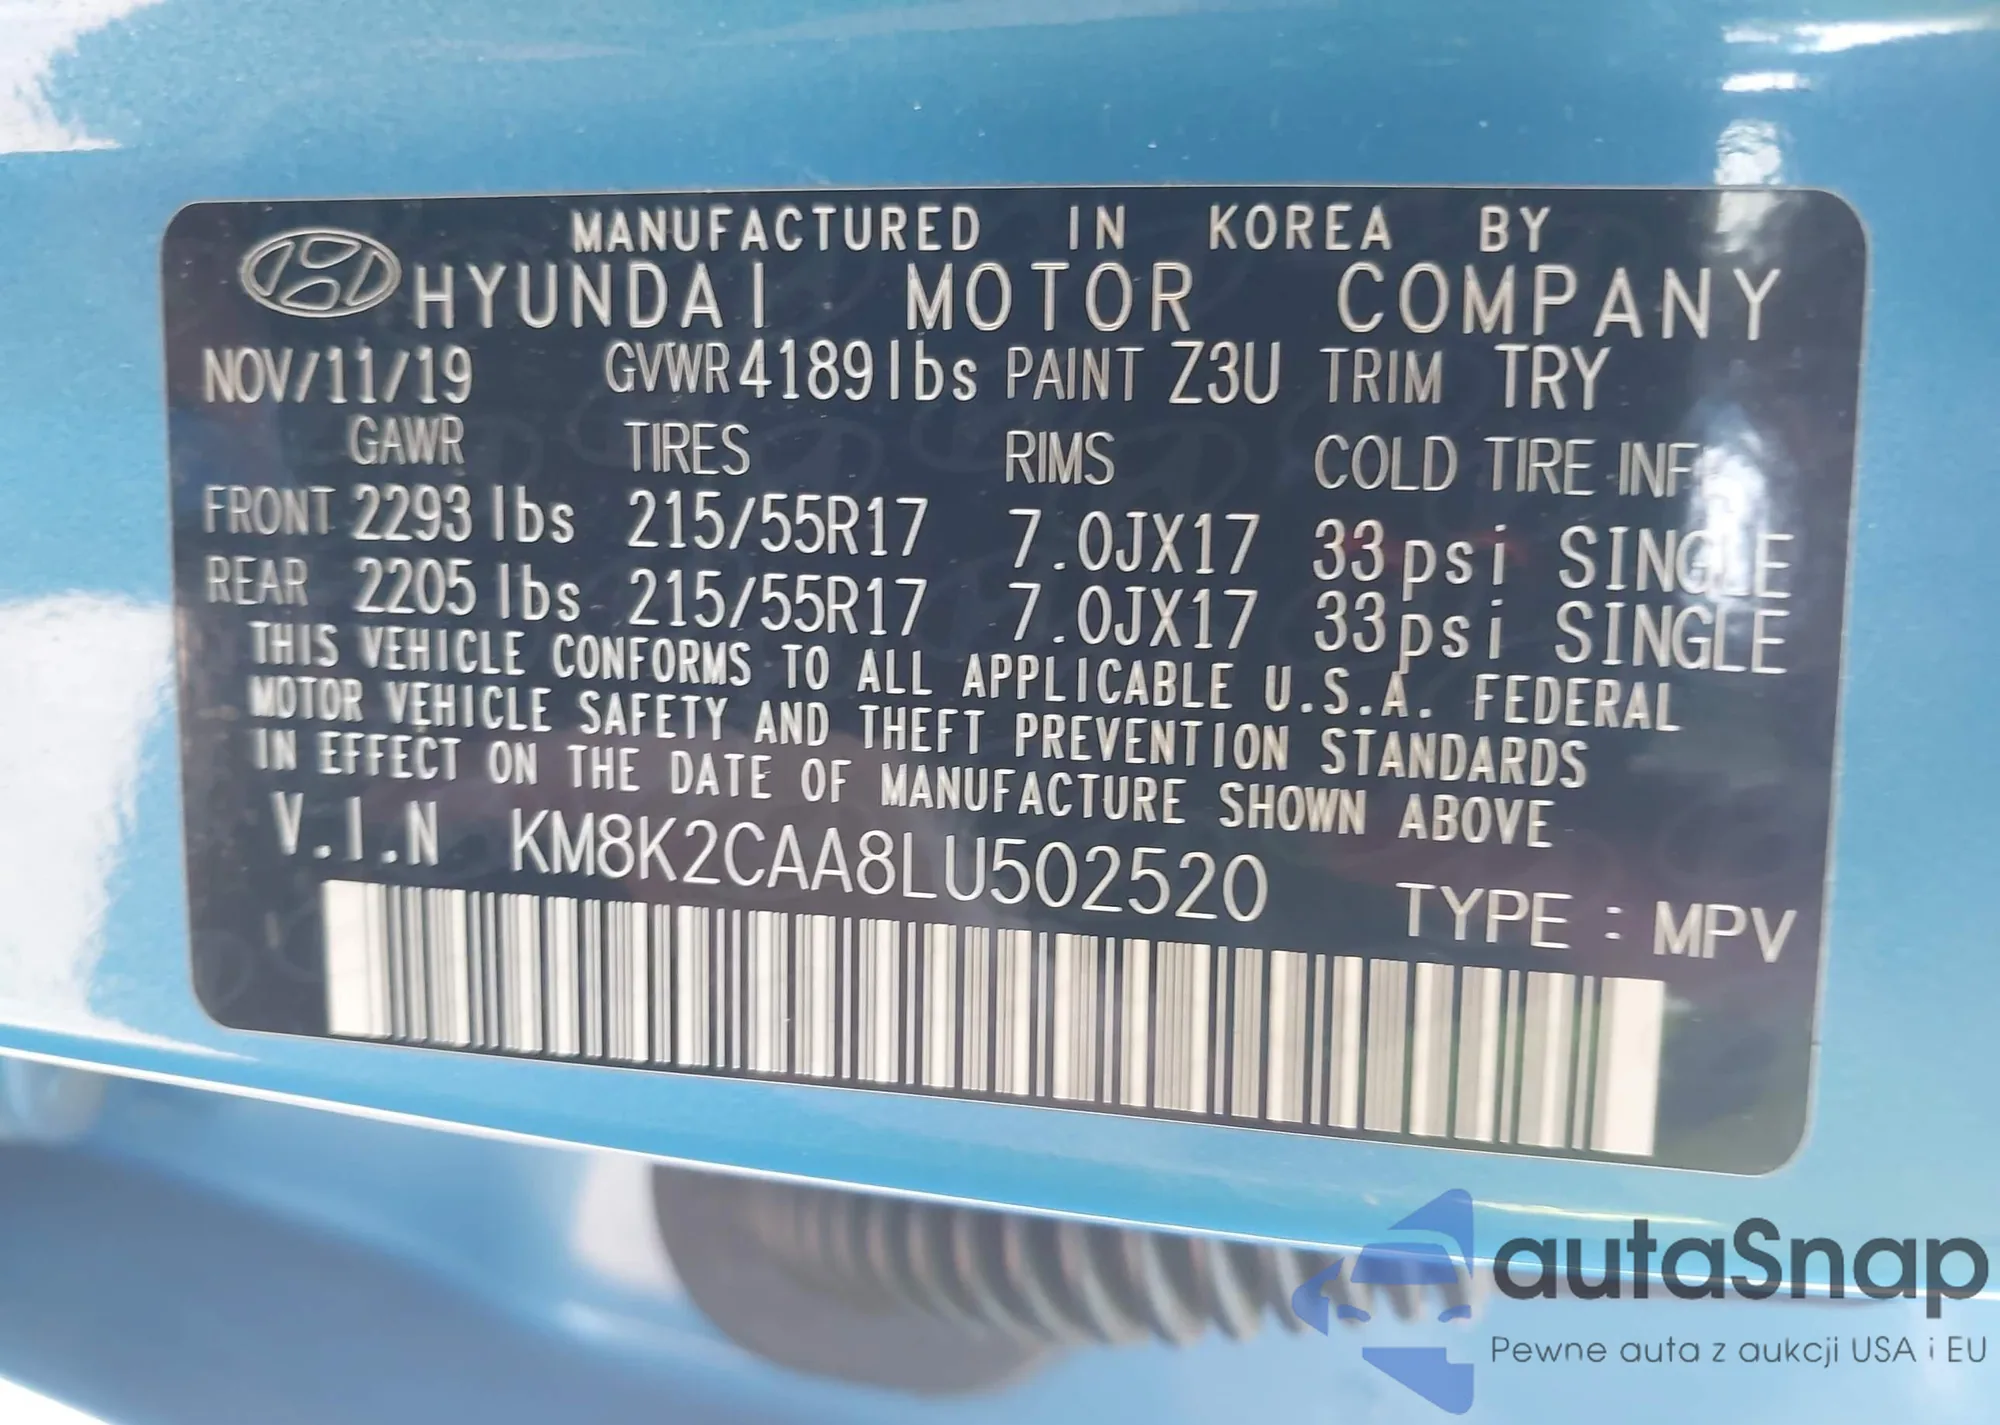 MANUFACTURED IN KOREA BY
HYUNDAI MOTOR COMPANY
NOV/11/19 GVWR 4189 lbs PAINT Z3U TRIM TRY
GAWR TIRES RIMS COLD TIRE INF.
FRONT 2293 lbs 215/55R17 7.0JX17 33 psi SINGLE
REAR 2205 lbs 215/55R17 7.0JX17 33 psi SINGLE
THIS VEHICLE CONFORMS TO ALL APPLICABLE U.S.A. FEDERAL
MOTOR VEHICLE SAFETY AND THEFT PREVENTION STANDARDS
IN EFFECT ON THE DATE OF MANUFACTURE SHOWN ABOVE
V.I.N KM8K2CAA8LU502520
TYPE : MPV
autaSnap
Pewne auta z aukcji USA i EU